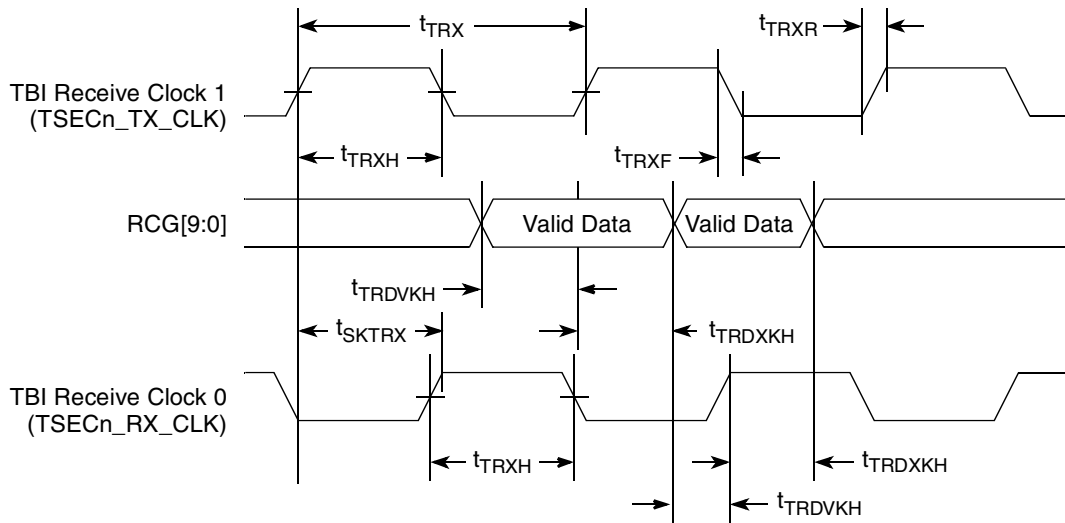 tTRX
tTRXR
TBI Receive Clock 1
(TSECn_TX_CLK)
tTRXH
tTRXF
RCG[9:0]
Valid Data
Valid Data
tTRDVKH
tSKTRX
tTRDXKH
TBI Receive Clock 0
(TSECn_RX_CLK)
tTRXH
tTRDXKH
tTRDVKH